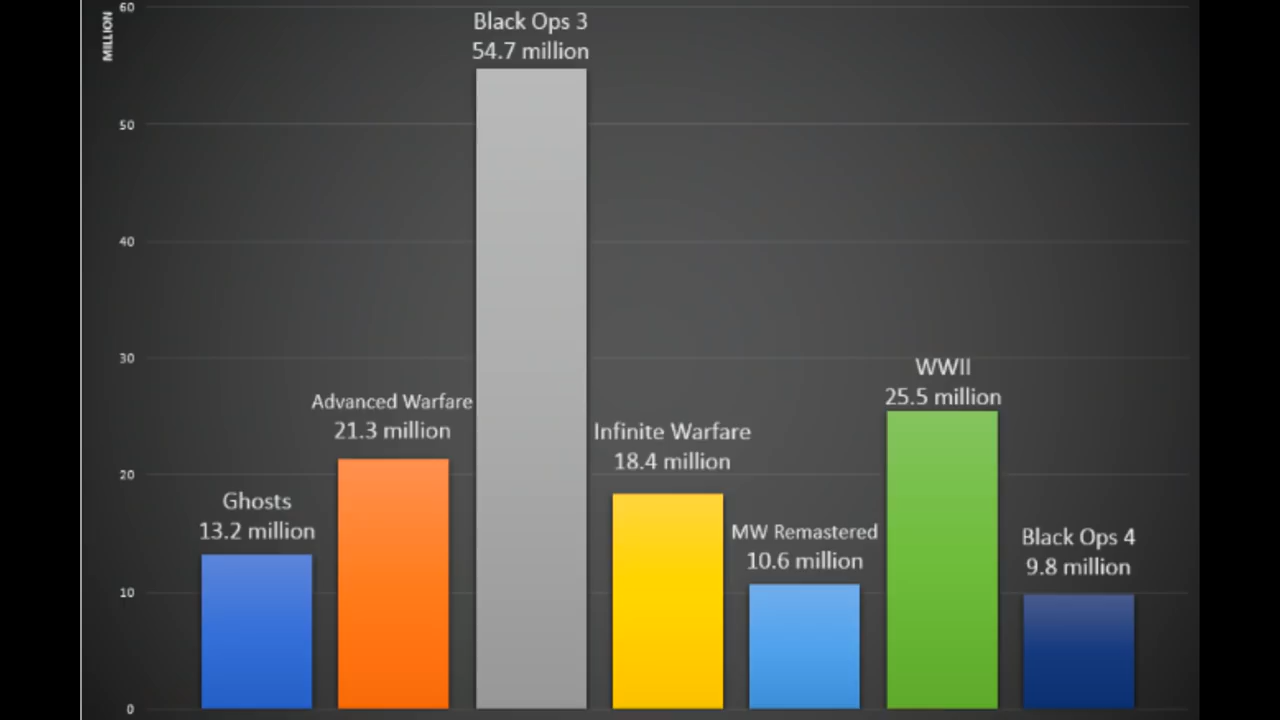 MILLION
60
50
40
30
20
10
0
Black Ops 3
54.7 million
WWII
25.5 million
Advanced Warfare
21.3 million
Infinite Warfare
18.4 million
Ghosts
13.2 million
MW Remastered
10.6 million
Black Ops 4
9.8 million